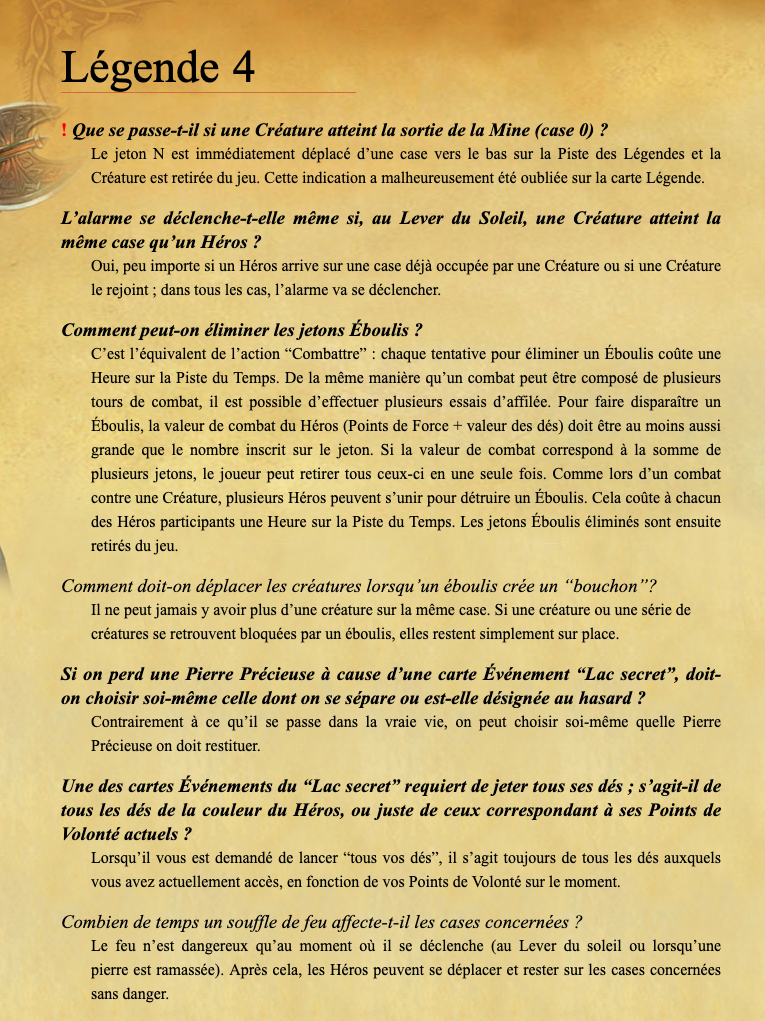 Légende 4
! Que se passe-t-il si une Créature atteint la sortie de la Mine (case 0) ?
Le jeton N est immédiatement déplacé d’une case vers le bas sur la Piste des Légendes et la
Créature est retirée du jeu. Cette indication a malheureusement été oubliée sur la carte Légende.
L’alarme se déclenche-t-elle même si, au Lever du Soleil, une Créature atteint la
même case qu’un Héros ?
Oui, peu importe si un Héros arrive sur une case déjà occupée par une Créature ou si une Créature
le rejoint ; dans tous les cas, l’alarme va se déclencher.
Comment peut-on éliminer les jetons Éboulis ?
C’est l’équivalent de l’action “Combattre” : chaque tentative pour éliminer un Éboulis coûte une
Heure sur la Piste du Temps. De la même manière qu’un combat peut être composé de plusieurs
tours de combat, il est possible d’effectuer plusieurs essais d’affilée. Pour faire disparaître un
Éboulis, la valeur de combat du Héros (Points de Force + valeur des dés) doit être au moins aussi
grande que le nombre inscrit sur le jeton. Si la valeur de combat correspond à la somme de
plusieurs jetons, le joueur peut retirer tous ceux-ci en une seule fois. Comme lors d’un combat
contre une Créature, plusieurs Héros peuvent s’unir pour détruire un Éboulis. Cela coûte à chacun
des Héros participants une Heure sur la Piste du Temps. Les jetons Éboulis éliminés sont ensuite
retirés du jeu.
Comment doit-on déplacer les créatures lorsqu’un éboulis crée un “bouchon”?
Il ne peut jamais y avoir plus d’une créature sur la même case. Si une créature ou une série de
créatures se retrouvent bloquées par un éboulis, elles restent simplement sur place.
Si on perd une Pierre Précieuse à cause d’une carte Événement “Lac secret”, doit-
on choisir soi-même celle dont on se sépare ou est-elle désignée au hasard ?
Contrairement à ce qu’il se passe dans la vraie vie, on peut choisir soi-même quelle Pierre
Précieuse on doit restituer.
Une des cartes Événements du “Lac secret” requiert de jeter tous ses dés ; s’agit-il de
tous les dés de la couleur du Héros, ou juste de ceux correspondant à ses Points de
Volonté actuels ?
Lorsqu’il vous est demandé de lancer “tous vos dés”, il s’agit toujours de tous les dés auxquels
vous avez actuellement accès, en fonction de vos Points de Volonté sur le moment.
Combien de temps un souffle de feu affecte-t-il les cases concernées ?
Le feu n’est dangereux qu’au moment où il se déclenche (au Lever du soleil ou lorsqu’une
pierre est ramassée). Après cela, les Héros peuvent se déplacer et rester sur les cases concernées
sans danger.